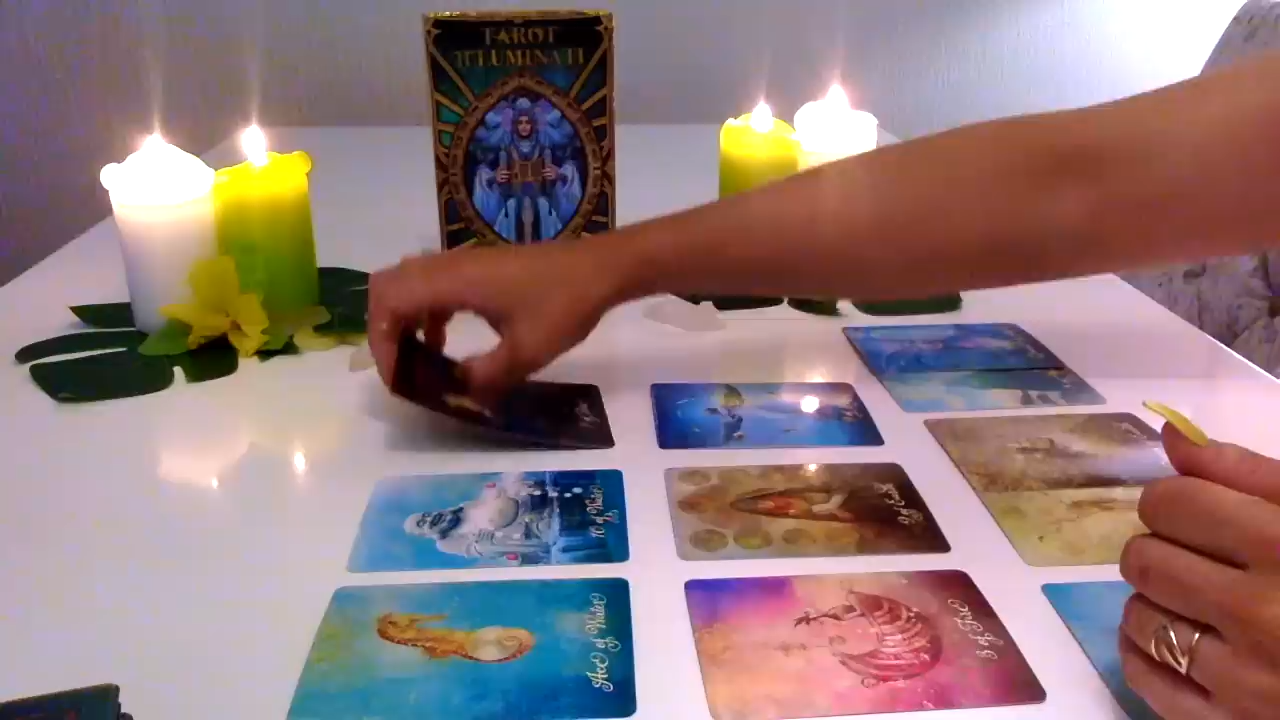 TAROT
ILLUMINATI
10 of Water
9 of Earth
Ace of Water
3 of Fire